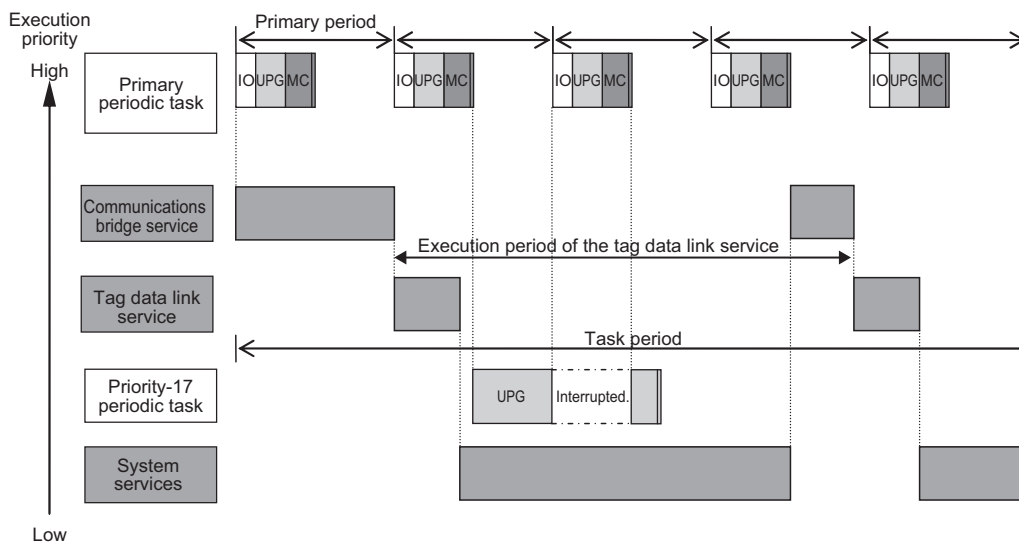 Execution
priority
High
Primary period
Primary
periodic task
IO UPG MC
IO UPG MC
IO UPG MC
IO UPG MC
IO UPG MC
Communications
bridge service
Execution period of the tag data link service
Tag data link
service
Task period
Priority-17
periodic task
UPG
Interrupted.
System
services
Low